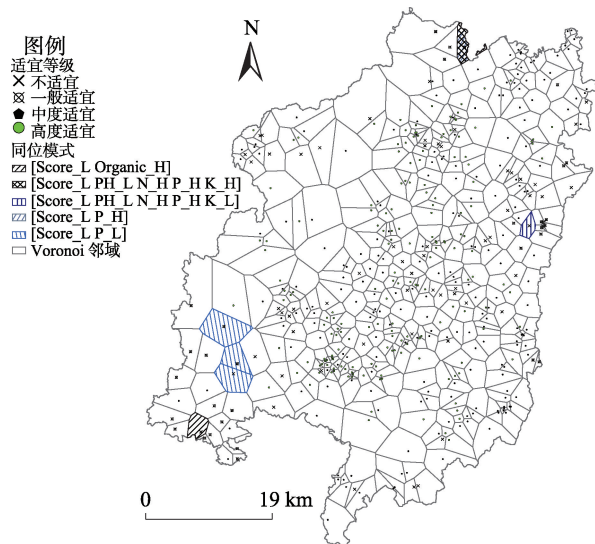 图例
适宜等级
不适宜
一般适宜
中度适宜
高度适宜
同位模式
[Score_L Organic_H]
[Score_L PH_L N_H P_H K_H]
[Score_L PH_L N_H P_H K_L]
[Score_L P_H]
[Score_L P_L]
Voronoi 邻域
N
0 19 km